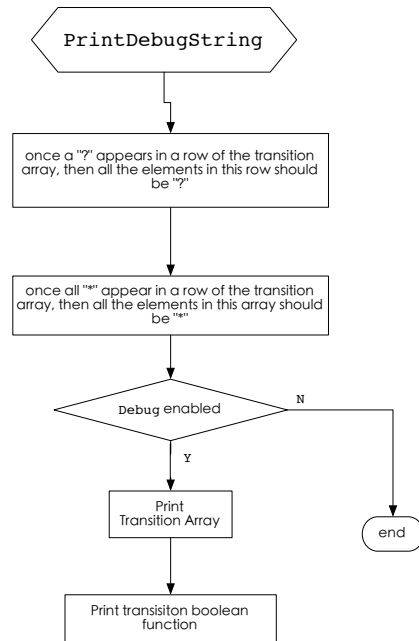 PrintDebugString
once a "?" appears in a row of the transition
array, then all the elements in this row should
be "?"
once all "*" appear in a row of the transition
array, then all the elements in this array should
be "*"
Debug enabled
N
Y
Print
Transition Array
end
Print transisiton boolean
function